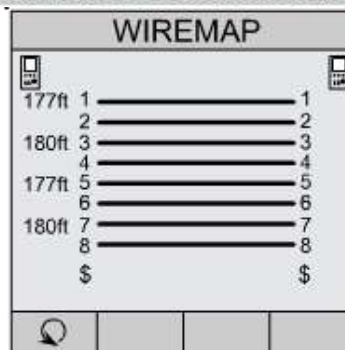 WIREMAP
177ft 1 1
2 2
180ft 3 3
4 4
177ft 5 5
6 6
180ft 7 7
8 8
$ $